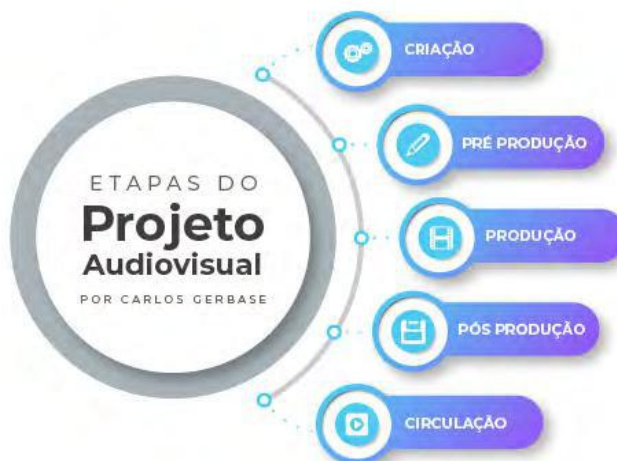 ETAPAS DO
Projeto
Audiovisual
POR CARLOS GERBASE
CRIAÇÃO
PRÉ PRODUÇÃO
PRODUÇÃO
PÓS PRODUÇÃO
CIRCULAÇÃO